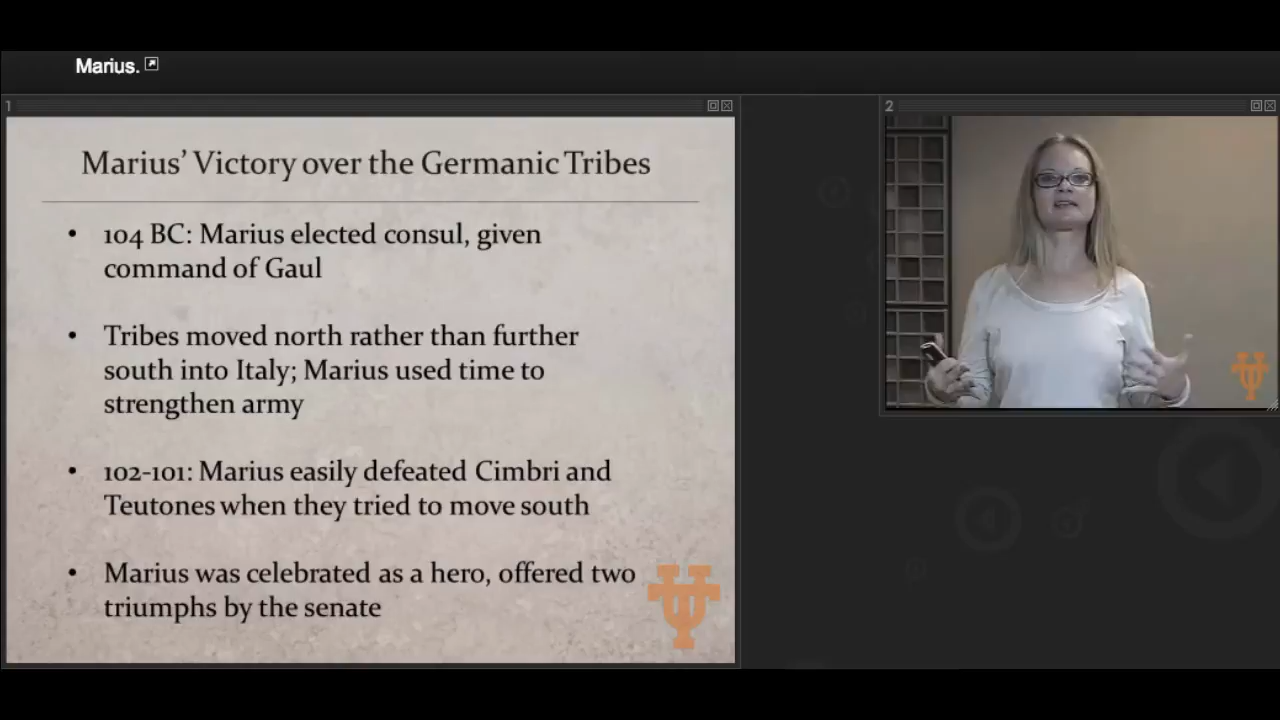 Marius.
1
2
Marius’ Victory over the Germanic Tribes
• 104 BC: Marius elected consul, given
command of Gaul
• Tribes moved north rather than further
south into Italy; Marius used time to
strengthen army
• 102-101: Marius easily defeated Cimbri and
Teutones when they tried to move south
• Marius was celebrated as a hero, offered two
triumphs by the senate
UT
UT